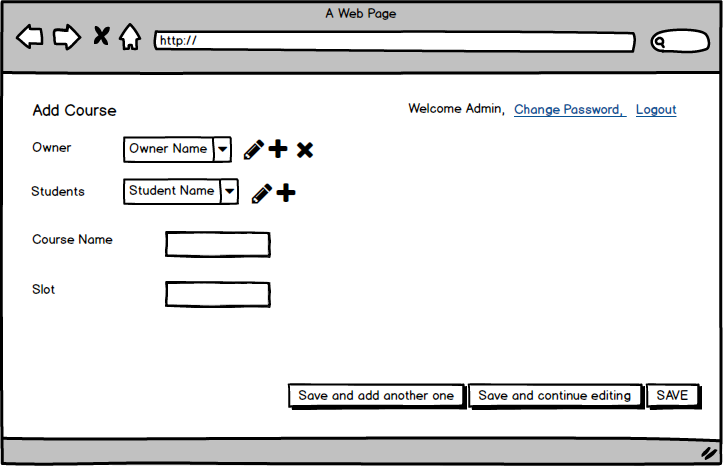 A Web Page
http://
Add Course
Welcome Admin, Change Password, Logout
Owner Owner Name
Students Student Name
Course Name
Slot
Save and add another one Save and continue editing SAVE